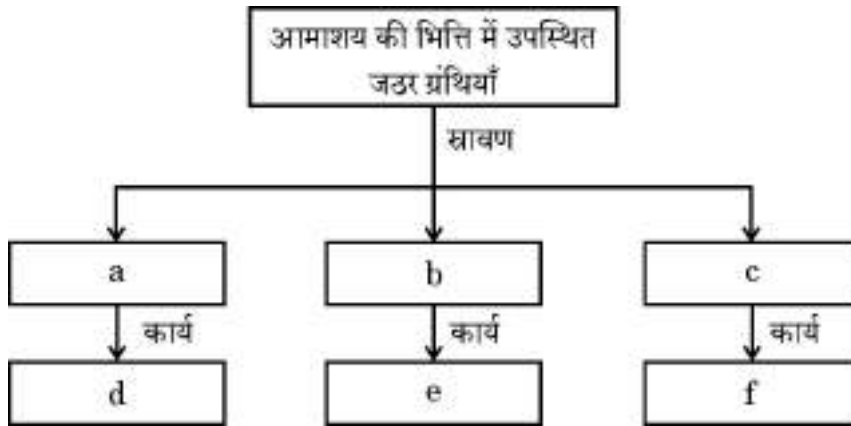 आमाशय की भित्ति में उपस्थित
जठर ग्रंथियाँ
स्रावण
a
b
c
कार्य
कार्य
कार्य
d
e
f